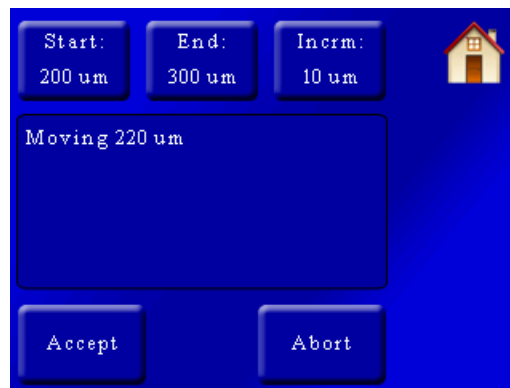 Start:
200 um
End:
300 um
Incrm:
10 um
Moving 220 um
Accept
Abort